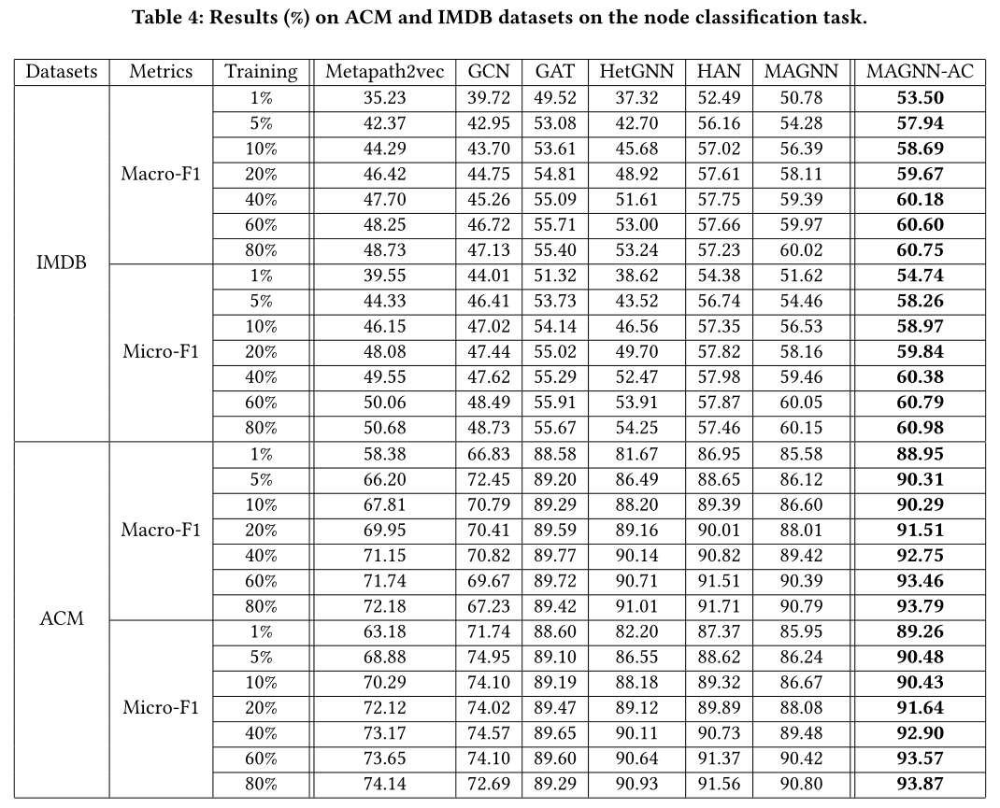 Table 4: Results (%) on ACM and IMDB datasets on the node classification task.
Datasets Metrics Training Metapath2vec GCN GAT HetGNN HAN MAGNN MAGNN-AC
IMDB Macro-F1 1% 35.23 39.72 49.52 37.32 52.49 50.78 53.50
5% 42.37 42.95 53.08 42.70 56.16 54.28 57.94
10% 44.29 43.70 53.61 45.68 57.02 56.39 58.69
20% 46.42 44.75 54.81 48.92 57.61 58.11 59.67
40% 47.70 45.26 55.09 51.61 57.75 59.39 60.18
60% 48.25 46.72 55.71 53.00 57.66 59.97 60.60
80% 48.73 47.13 55.40 53.24 57.23 60.02 60.75
Micro-F1 1% 39.55 44.01 51.32 38.62 54.38 51.62 54.74
5% 44.33 46.41 53.73 43.52 56.74 54.46 58.26
10% 46.15 47.02 54.14 46.56 57.35 56.53 58.97
20% 48.08 47.44 55.02 49.70 57.82 58.16 59.84
40% 49.55 47.62 55.29 52.47 57.98 59.46 60.38
60% 50.06 48.49 55.91 53.91 57.87 60.05 60.79
80% 50.68 48.73 55.67 54.25 57.46 60.15 60.98
ACM Macro-F1 1% 58.38 66.83 88.58 81.67 86.95 85.58 88.95
5% 66.20 72.45 89.20 86.49 88.65 86.12 90.31
10% 67.81 70.79 89.29 88.20 89.39 86.60 90.29
20% 69.95 70.41 89.59 89.16 90.01 88.01 91.51
40% 71.15 70.82 89.77 90.14 90.82 89.42 92.75
60% 71.74 69.67 89.72 90.71 91.51 90.39 93.46
80% 72.18 67.23 89.42 91.01 91.71 90.79 93.79
Micro-F1 1% 63.18 71.74 88.60 82.20 87.37 85.95 89.26
5% 68.88 74.95 89.10 86.55 88.62 86.24 90.48
10% 70.29 74.10 89.19 88.18 89.32 86.67 90.43
20% 72.12 74.02 89.47 89.12 89.89 88.08 91.64
40% 73.17 74.57 89.65 90.11 90.73 89.48 92.90
60% 73.65 74.10 89.60 90.64 91.37 90.42 93.57
80% 74.14 72.69 89.29 90.93 91.56 90.80 93.87